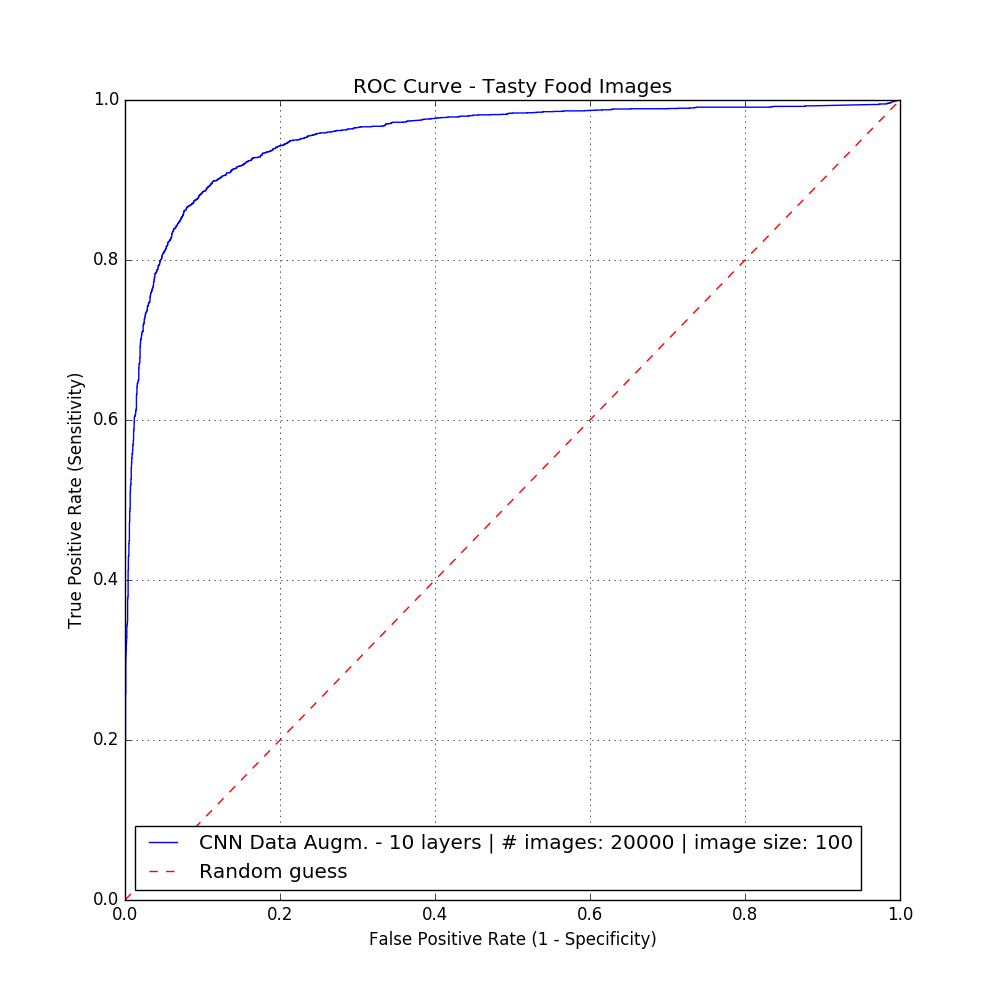 ROC Curve - Tasty Food Images
1.0
0.8
0.6
0.4
0.2
0.0
True Positive Rate (Sensitivity)
CNN Data Augm. - 10 layers | # images: 20000 | image size: 100
Random guess
0.0 0.2 0.4 0.6 0.8 1.0
False Positive Rate (1 - Specificity)